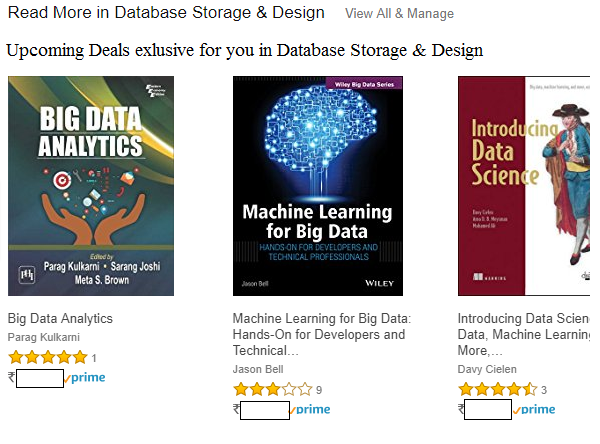 Read More in Database Storage & Design View All & Manage
Upcoming Deals exlusive for you in Database Storage & Design
BIG DATA
ANALYTICS
Edited by
Parag Kulkarni • Sarang Joshi
Meta S. Brown
PHI
Wiley Big Data Series
Machine Learning
for Big Data
HANDS-ON FOR DEVELOPERS AND
TECHNICAL PROFESSIONALS
Jason Bell
WILEY
Introducing
Data
Science
Davy Cielen
Arno D. B. Meysman
Mohamed Ali
MANNING
Big Data Analytics
Parag Kulkarni
1
₹ prime
Machine Learning for Big Data:
Hands-On for Developers and
Technical...
Jason Bell
9
₹ prime
Introducing Data Scien
Data, Machine Learning
More,...
Davy Cielen
3
₹ prime